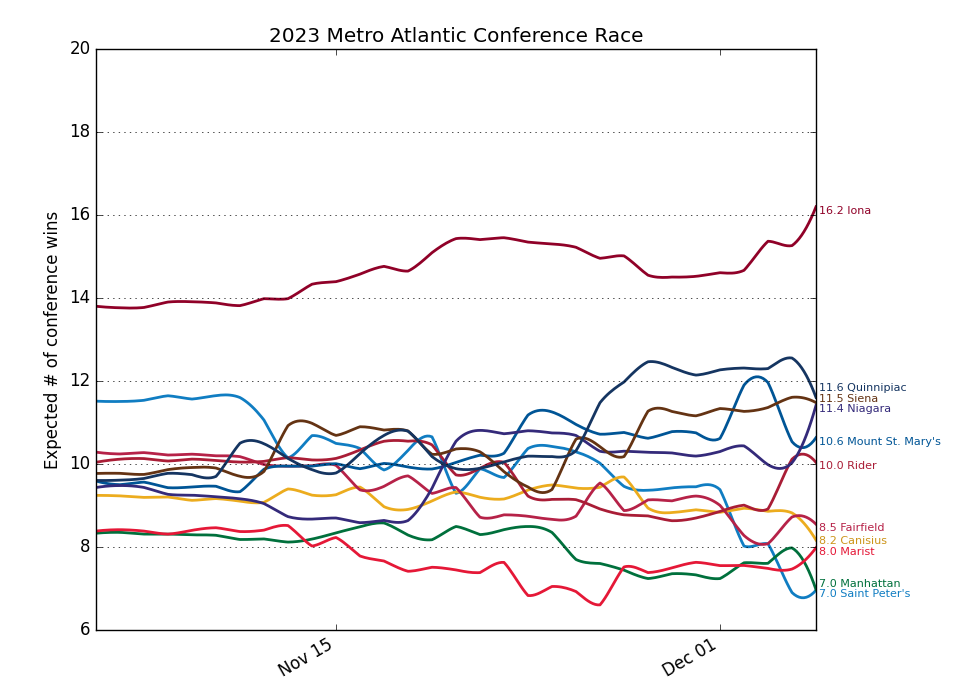 2023 Metro Atlantic Conference Race
Expected # of conference wins
20
18
16
14
12
10
8
6
Nov 15
Dec 01
16.2 Iona
11.6 Quinnipiac
11.5 Siena
11.4 Niagara
10.6 Mount St. Mary's
10.0 Rider
8.5 Fairfield
8.2 Canisius
8.0 Marist
7.0 Manhattan
7.0 Saint Peter's